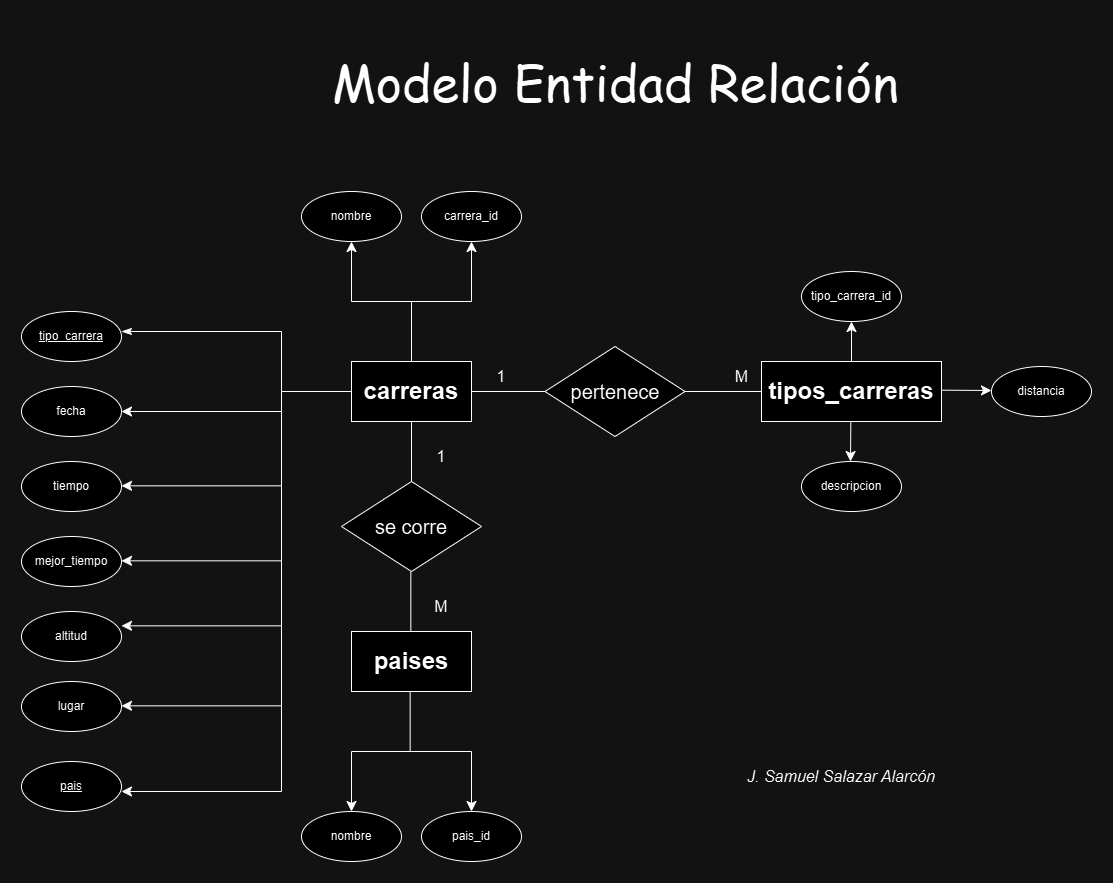 Modelo Entidad Relación
nombre
carrera_id
tipo_carrera_id
tipo_carrera
carreras
1
pertenece
M
tipos_carreras
distancia
fecha
1
tiempo
descripcion
se corre
mejor_tiempo
M
altitud
paises
lugar
pais
J. Samuel Salazar Alarcón
nombre
pais_id